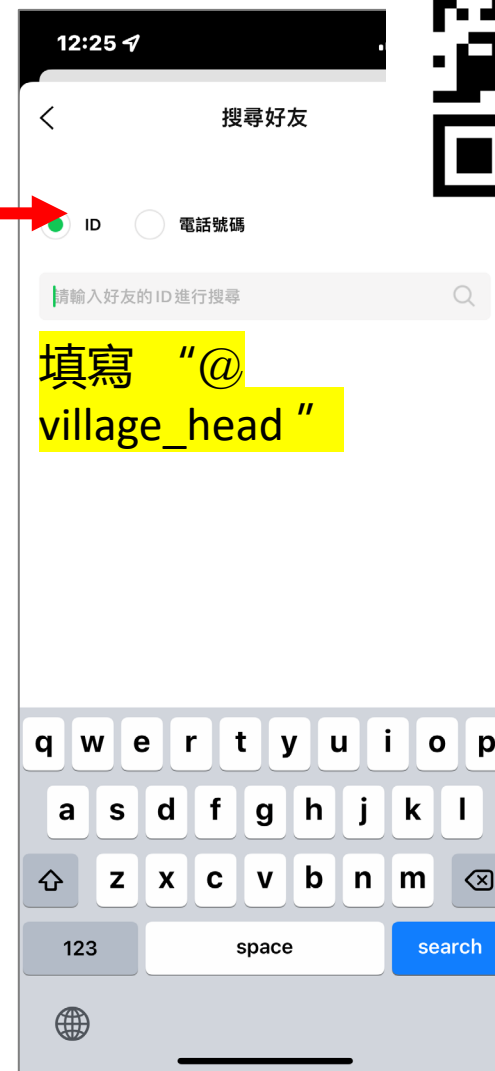 12:25
搜尋好友
ID 電話號碼
請輸入好友的ID進行搜尋
填寫 “@
village_head ”
q w e r t y u i o p
a s d f g h j k l
z x c v b n m
123 space search